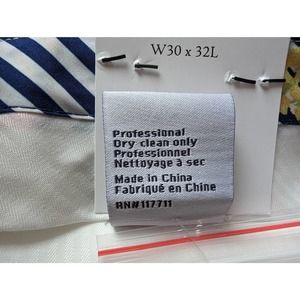 W30 x 32L
Professional
Dry clean only
Professionnel
Nettoyage à sec
Made in China
Fabriqué en Chine
RN#117711